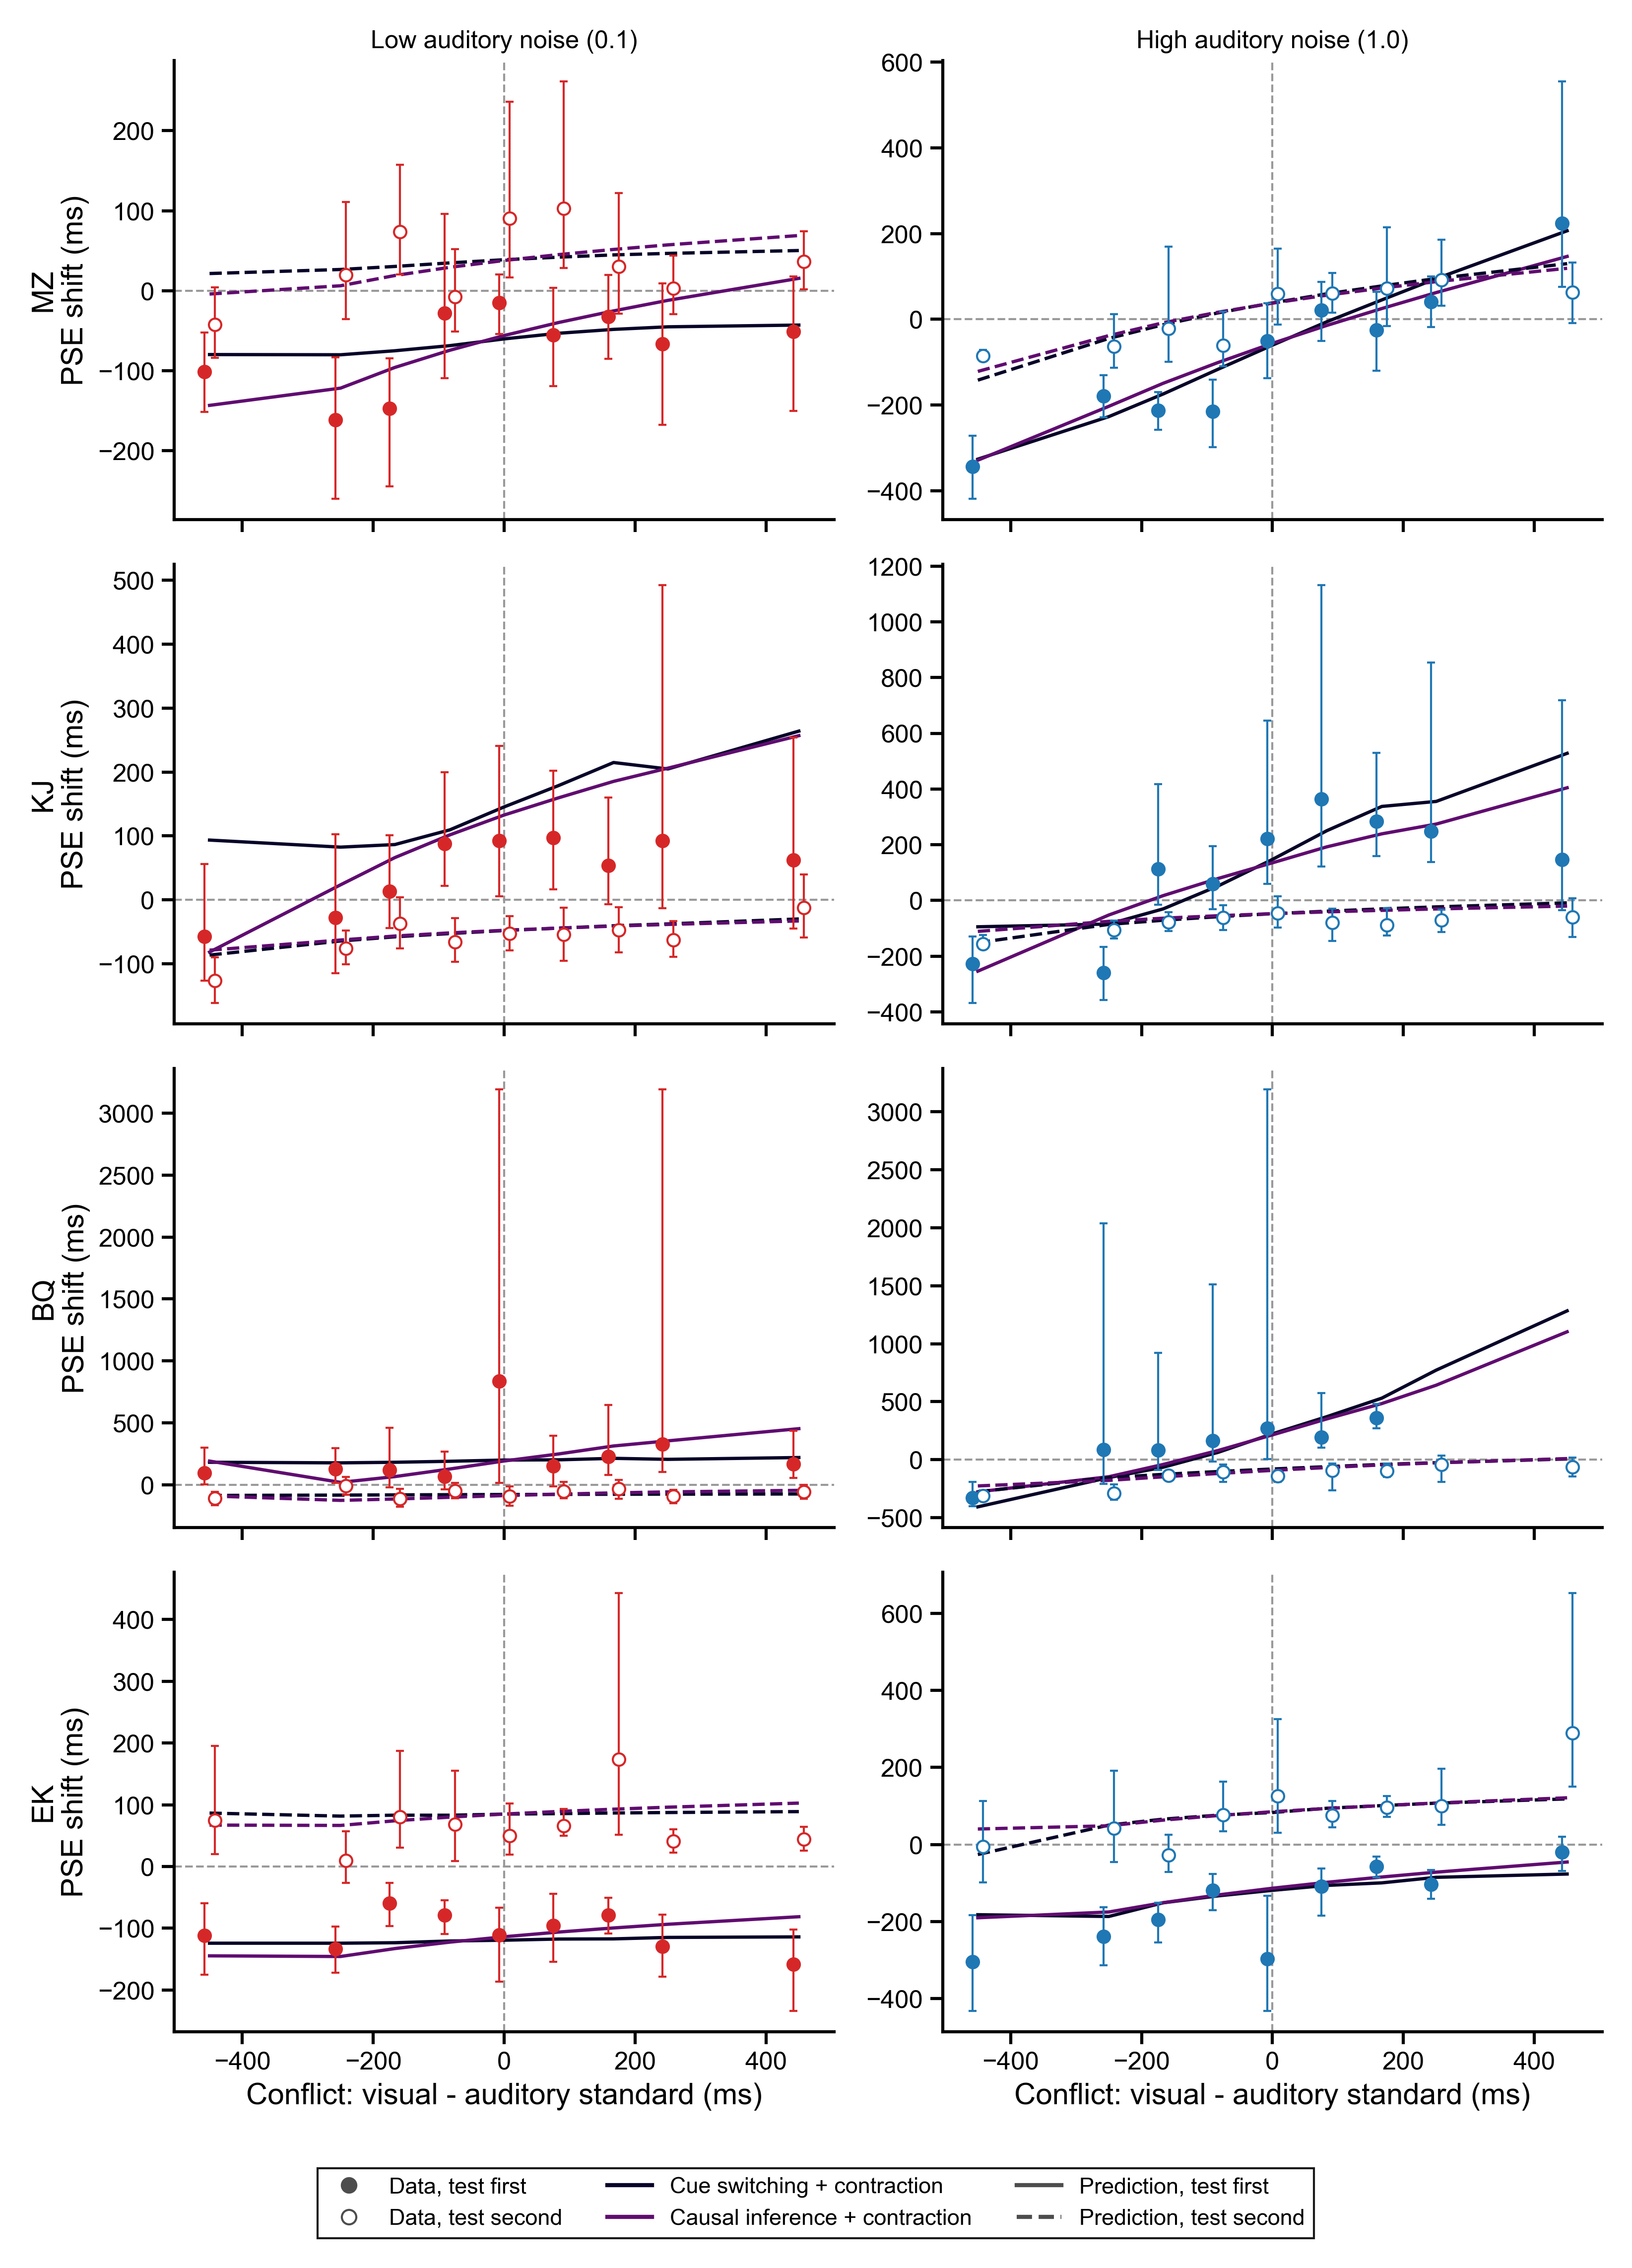 Low auditory noise (0.1)
High auditory noise (1.0)
MZ
PSE shift (ms)
200
100
0
−100
−200
600
400
200
0
−200
−400
KJ
PSE shift (ms)
500
400
300
200
100
0
−100
1200
1000
800
600
400
200
0
−200
−400
BQ
PSE shift (ms)
3000
2500
2000
1500
1000
500
0
3000
2500
2000
1500
1000
500
0
−500
EK
PSE shift (ms)
400
300
200
100
0
−100
−200
600
400
200
0
−200
−400
−400 −200 0 200 400
−400 −200 0 200 400
Conflict: visual - auditory standard (ms)
Conflict: visual - auditory standard (ms)
Data, test first
Data, test second
Cue switching + contraction
Causal inference + contraction
Prediction, test first
Prediction, test second